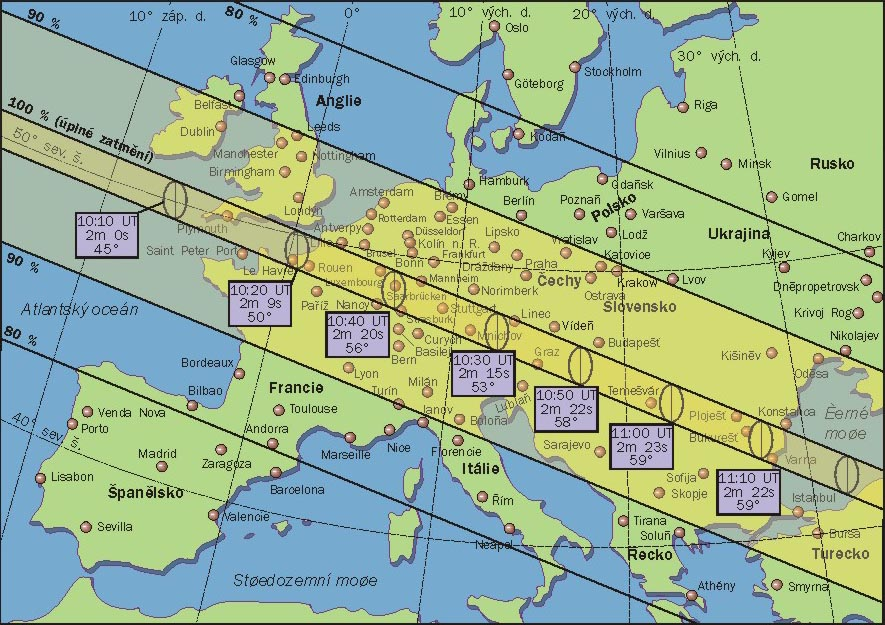 90 %
10° záp. d.
80 %
0°
10° vých. d.
20° vých. d.
30° vých. d.
Oslo
Glasgow
Edinburgh
Göteborg
Stockholm
Belfast
Anglie
Riga
100 % (úplné zatmění)
Dublin
Leeds
Kodaň
50° sev. š.
Manchester
Nottingham
Vilnius
Minsk
Rusko
Birmingham
Hamburk
Gdaňsk
Amsterdam
Brémy
Berlín
Poznaň
Polsko
Gomel
Londýn
Rotterdam
Essen
Varšava
10:10 UT
2m 0s
45°
Plymouth
Antverpy
Düsseldorf
Lipsko
Lodž
Ukrajina
Charkov
Saint Peter Port
Lille
Brusel
Kolín n. R.
Vratislav
Katovice
Kyjev
Le Havre
Rouen
Bonn
Frankfurt
Drážďany
Praha
Krakow
Lvov
Dněpropetrovsk
90 %
Luxembourg
Mannheim
Čechy
Ostrava
10:20 UT
2m 9s
50°
Paříž
Saarbrücken
Norimberk
Slovensko
Atlantský oceán
Nancy
Stuttgart
Linec
Krivoj Rog
10:40 UT
2m 20s
56°
Strasburk
Mnichov
Vídeň
Nikolajev
80 %
Curych
Basilej
Budapešť
Bern
Graz
Kišiněv
Oděsa
Bordeaux
Lyon
10:30 UT
2m 15s
53°
Milán
Turín
Lublaň
Temešvár
Bilbao
Francie
10:50 UT
2m 22s
58°
Venda Nova
Toulouse
Janov
Boloňa
Plojěšt
Konstanca
Èerné
moøe
40° sev. š.
Porto
Andorra
Nice
Florencie
11:00 UT
2m 23s
59°
Bukurešt
Madrid
Zaragoza
Marseille
Itálie
Sarajevo
Varna
Lisabon
Španělsko
Barcelona
Sofija
11:10 UT
2m 22s
59°
Skopje
Řím
Istanbul
Valencie
Sevilla
Tirana
Soluň
Bursa
Neapol
Řecko
Turecko
Støedozemní moøe
Athény
Smyrna